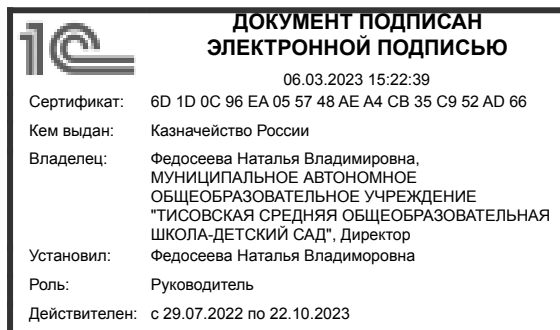 1С
ДОКУМЕНТ ПОДПИСАН
ЭЛЕКТРОННОЙ ПОДПИСЬЮ
06.03.2023 15:22:39
Сертификат: 6D 1D 0C 96 EA 05 57 48 AE A4 CB 35 C9 52 AD 66
Кем выдан: Казначейство России
Владелец: Федосеева Наталья Владимировна,
МУНИЦИПАЛЬНОЕ АВТОНОМНОЕ
ОБЩЕОБРАЗОВАТЕЛЬНОЕ УЧРЕЖДЕНИЕ
"ТИСОВСКАЯ СРЕДНЯЯ ОБЩЕОБРАЗОВАТЕЛЬНАЯ
ШКОЛА-ДЕТСКИЙ САД", Директор
Установил: Федосеева Наталья Владиморовна
Роль: Руководитель
Действителен: с 29.07.2022 по 22.10.2023